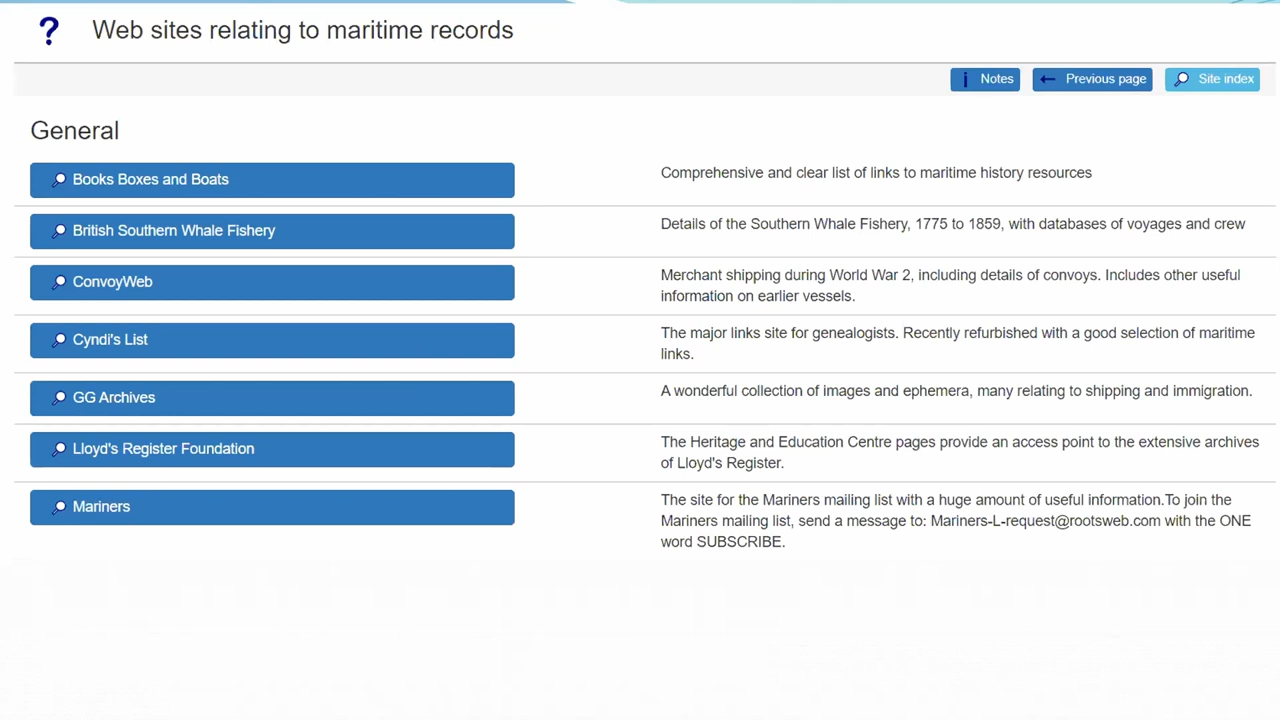 ? Web sites relating to maritime records
i Notes
Previous page
Site index
General
Books Boxes and Boats
Comprehensive and clear list of links to maritime history resources
British Southern Whale Fishery
Details of the Southern Whale Fishery, 1775 to 1859, with databases of voyages and crew
ConvoyWeb
Merchant shipping during World War 2, including details of convoys. Includes other useful
information on earlier vessels.
Cyndi's List
The major links site for genealogists. Recently refurbished with a good selection of maritime
links.
GG Archives
A wonderful collection of images and ephemera, many relating to shipping and immigration.
Lloyd's Register Foundation
The Heritage and Education Centre pages provide an access point to the extensive archives
of Lloyd's Register.
Mariners
The site for the Mariners mailing list with a huge amount of useful information.To join the
Mariners mailing list, send a message to: Mariners-L-request@rootsweb.com with the ONE
word SUBSCRIBE.